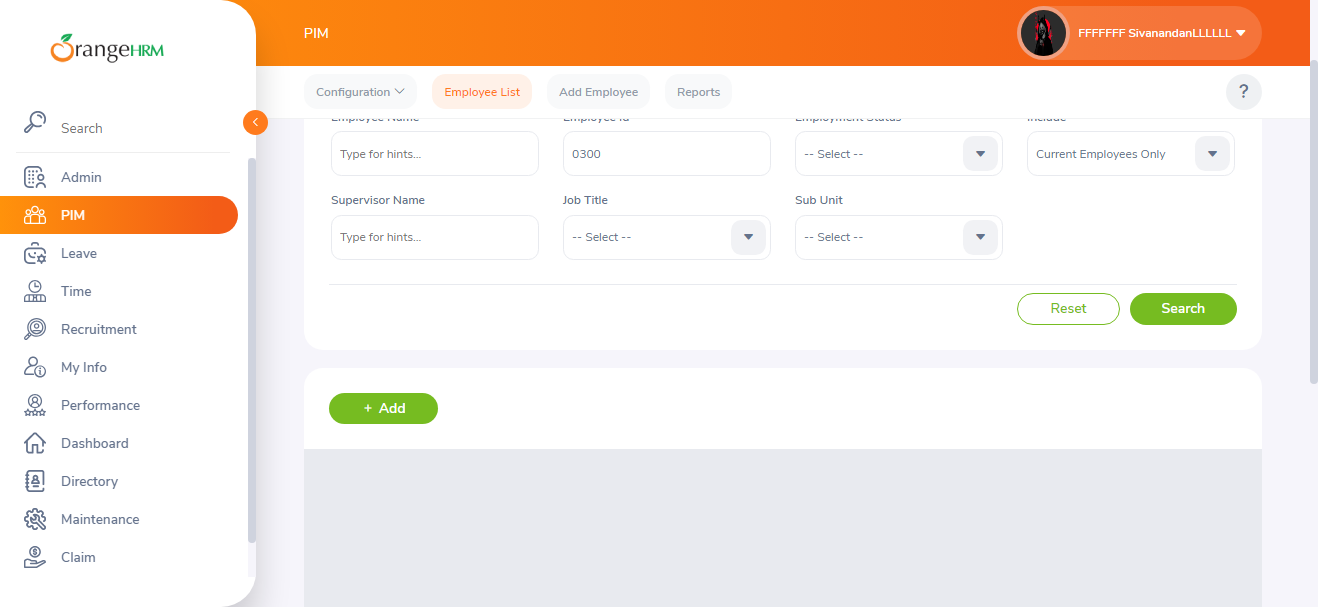 OrangeHRM
PIM
FFFFFFF SivanandanLLLLLL
Configuration
Employee List
Add Employee
Reports
?
Search
Admin
PIM
Leave
Time
Recruitment
My Info
Performance
Dashboard
Directory
Maintenance
Claim
Employee Name
Employee Id
Employment Status
Include
Type for hints...
0300
-- Select --
Current Employees Only
Supervisor Name
Job Title
Sub Unit
Type for hints...
-- Select --
-- Select --
Reset
Search
+ Add